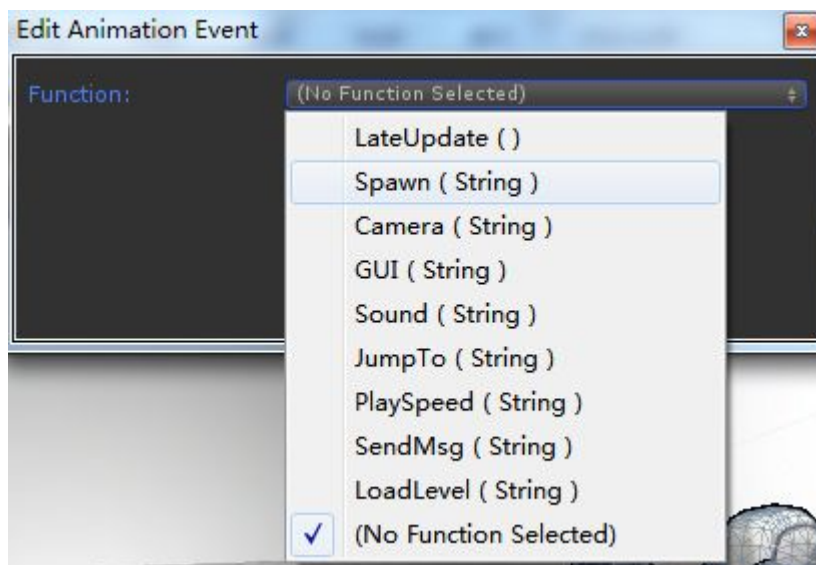 Edit Animation Event
Function:
(No Function Selected)
LateUpdate ( )
Spawn ( String )
Camera ( String )
GUI ( String )
Sound ( String )
JumpTo ( String )
PlaySpeed ( String )
SendMsg ( String )
LoadLevel ( String )
(No Function Selected)